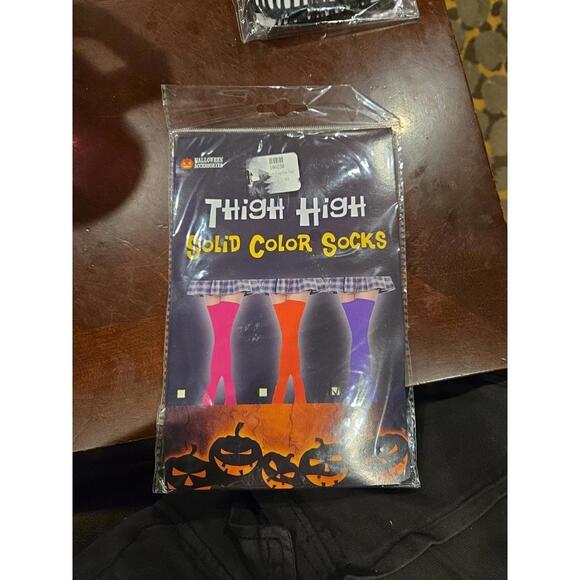 HALLOWEEN
ACCESSORIES
THigH HigH
SOLiD COLOR SOCKS